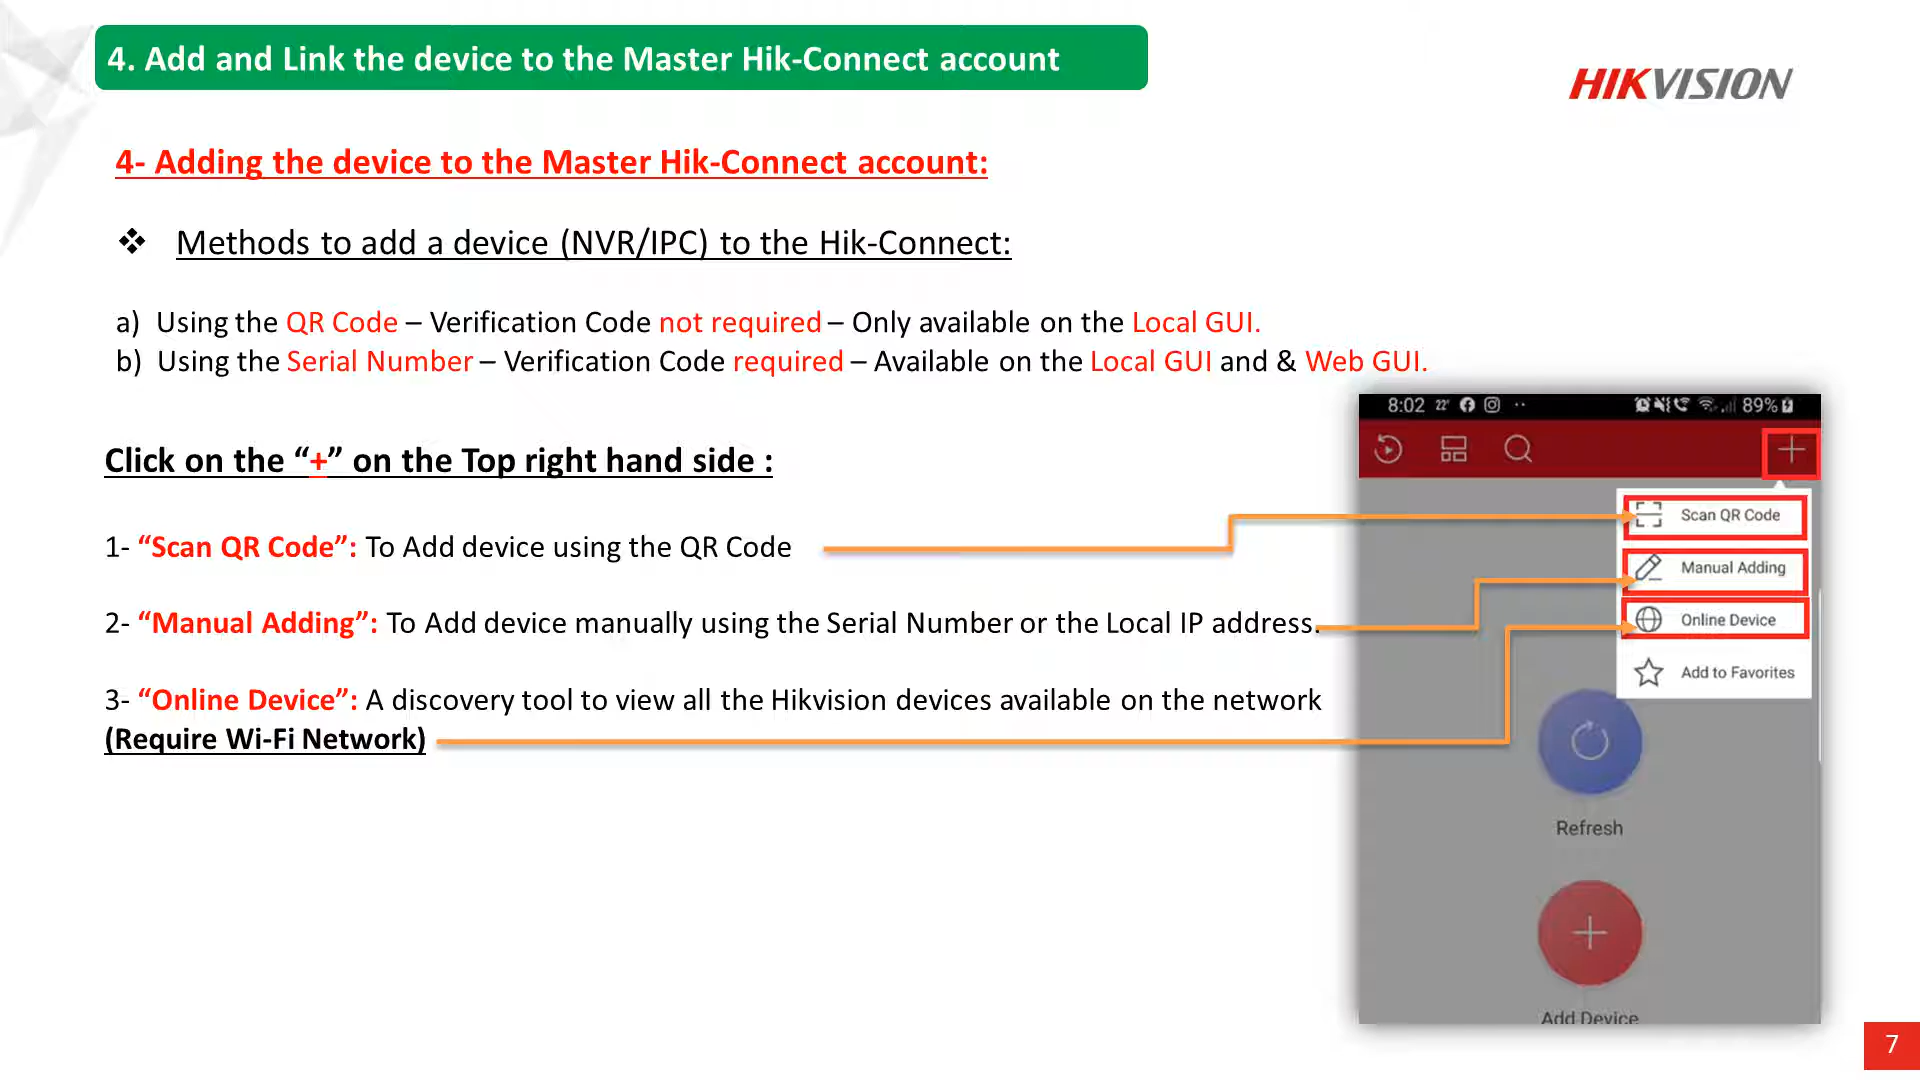 4. Add and Link the device to the Master Hik-Connect account
HIKVISION
4- Adding the device to the Master Hik-Connect account:
❖ Methods to add a device (NVR/IPC) to the Hik-Connect:
a) Using the QR Code – Verification Code not required – Only available on the Local GUI.
b) Using the Serial Number – Verification Code required – Available on the Local GUI and & Web GUI.
Click on the “+” on the Top right hand side :
1- “Scan QR Code”: To Add device using the QR Code
2- “Manual Adding”: To Add device manually using the Serial Number or the Local IP address.
3- “Online Device”: A discovery tool to view all the Hikvision devices available on the network
(Require Wi-Fi Network)
8:02 22° 89%
Scan QR Code
Manual Adding
Online Device
Add to Favorites
Refresh
Add Device
7